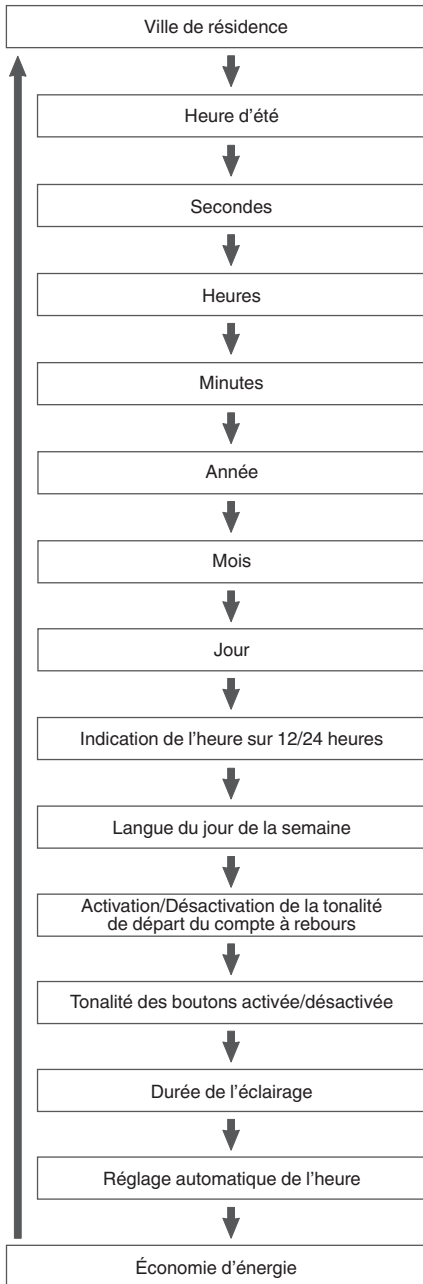 Ville de résidence
Heure d’été
Secondes
Heures
Minutes
Année
Mois
Jour
Indication de l’heure sur 12/24 heures
Langue du jour de la semaine
Activation/Désactivation de la tonalité
de départ du compte à rebours
Tonalité des boutons activée/désactivée
Durée de l’éclairage
Réglage automatique de l’heure
Économie d’énergie